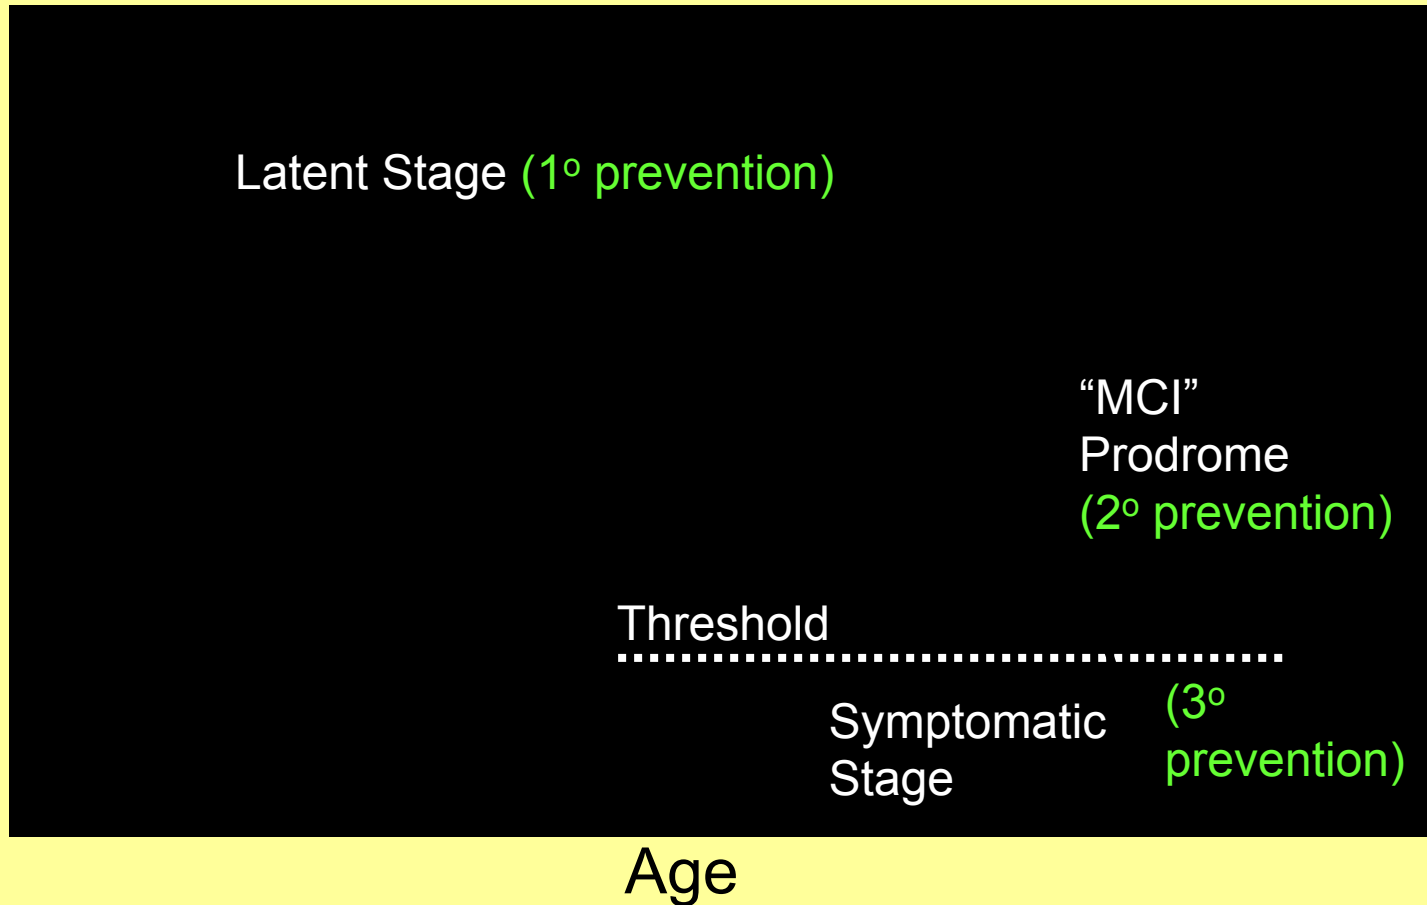 Latent Stage (1º prevention)
“MCI”
Prodrome
(2º prevention)
Threshold
Symptomatic
Stage
(3º
prevention)
Age